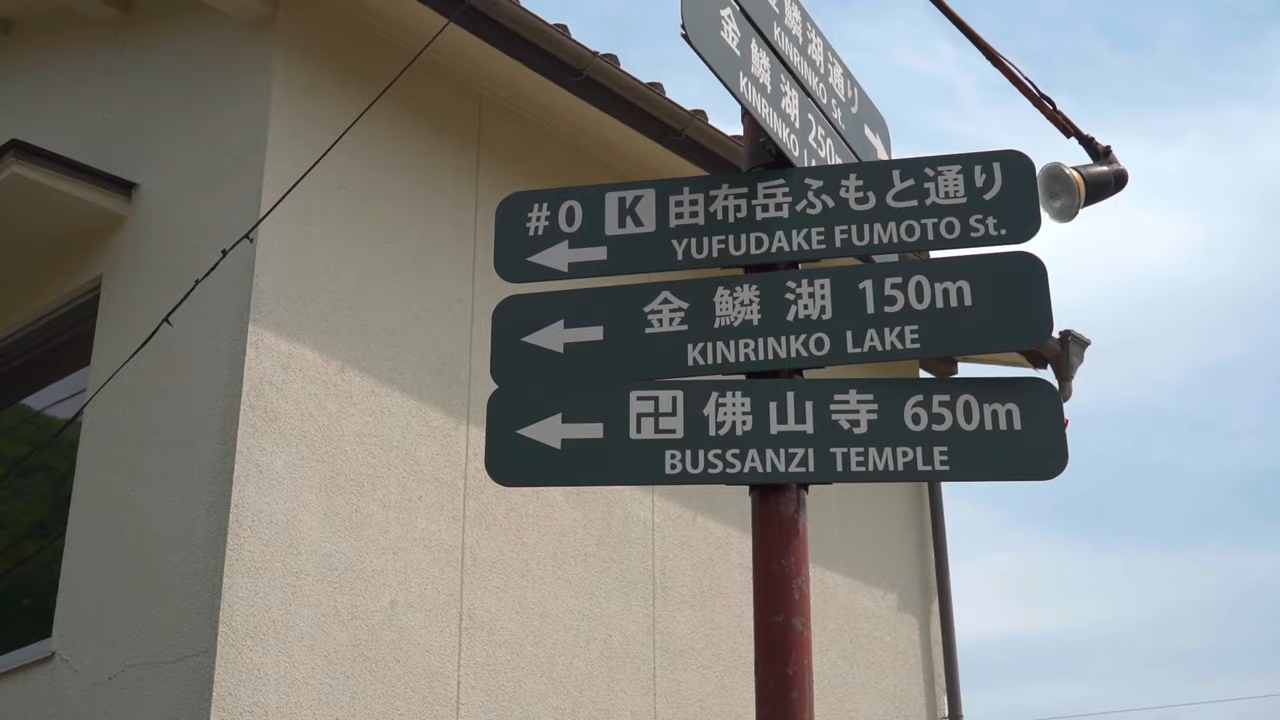 金鱗湖通り
KINRINKO St.
金鱗湖 250m
KINRINKO
#0 K 由布岳ふもと通り
YUFUDAKE FUMOTO St.
金鱗湖 150m
KINRINKO LAKE
卍 佛山寺 650m
BUSSANZI TEMPLE